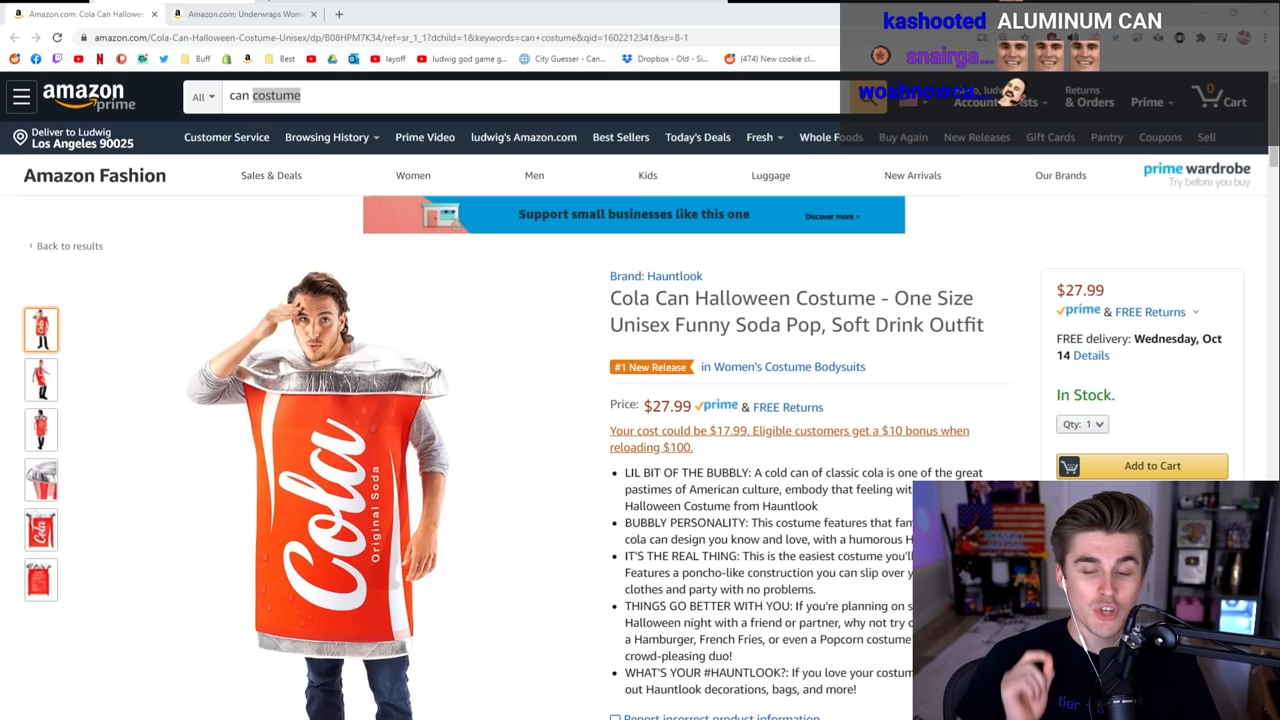 Amazon.com: Cola Can Hallowe
Amazon.com: Underwraps Wom
kashooted ALUMINUM CAN
snairga...
woahnowca...
amazon.com/Cola-Can-Halloween-Costume-Unisex/dp/B08HPM7K34/ref=sr_1_1?dchild=1&keywords=can+costume&qid=1602212341&sr=8-1
Buff
Best
layoff
ludwig god game g...
City Guesser - Can...
Dropbox - Old - Si...
(474) New cookie cl...
amazon prime
All
can costume
Returns
& Orders
Prime
0
Cart
Deliver to Ludwig
Los Angeles 90025
Customer Service
Browsing History
Prime Video
ludwig's Amazon.com
Best Sellers
Today's Deals
Fresh
Whole Foods
Buy Again
New Releases
Gift Cards
Pantry
Coupons
Sell
Amazon Fashion
Sales & Deals
Women
Men
Kids
Luggage
New Arrivals
Our Brands
prime wardrobe
Try before you buy
Support small businesses like this one
Discover more >
‹ Back to results
Brand: Hauntlook
Cola Can Halloween Costume - One Size
Unisex Funny Soda Pop, Soft Drink Outfit
#1 New Release in Women's Costume Bodysuits
Price: $27.99 prime & FREE Returns
Your cost could be $17.99. Eligible customers get a $10 bonus when
reloading $100.
• LIL BIT OF THE BUBBLY: A cold can of classic cola is one of the great
pastimes of American culture, embody that feeling wit
Halloween Costume from Hauntlook
• BUBBLY PERSONALITY: This costume features that fam
cola can design you know and love, with a humorous H
• IT'S THE REAL THING: This is the easiest costume you'll
Features a poncho-like construction you can slip over y
clothes and party with no problems.
• THINGS GO BETTER WITH YOU: If you're planning on s
Halloween night with a friend or partner, why not try c
a Hamburger, French Fries, or even a Popcorn costume
crowd-pleasing duo!
• WHAT'S YOUR #HAUNTLOOK?: If you love your costum
out Hauntlook decorations, bags, and more!
Report incorrect product information
$27.99
prime & FREE Returns
FREE delivery: Wednesday, Oct
14 Details
In Stock.
Qty: 1
Add to Cart
Cola
Original Soda
tier